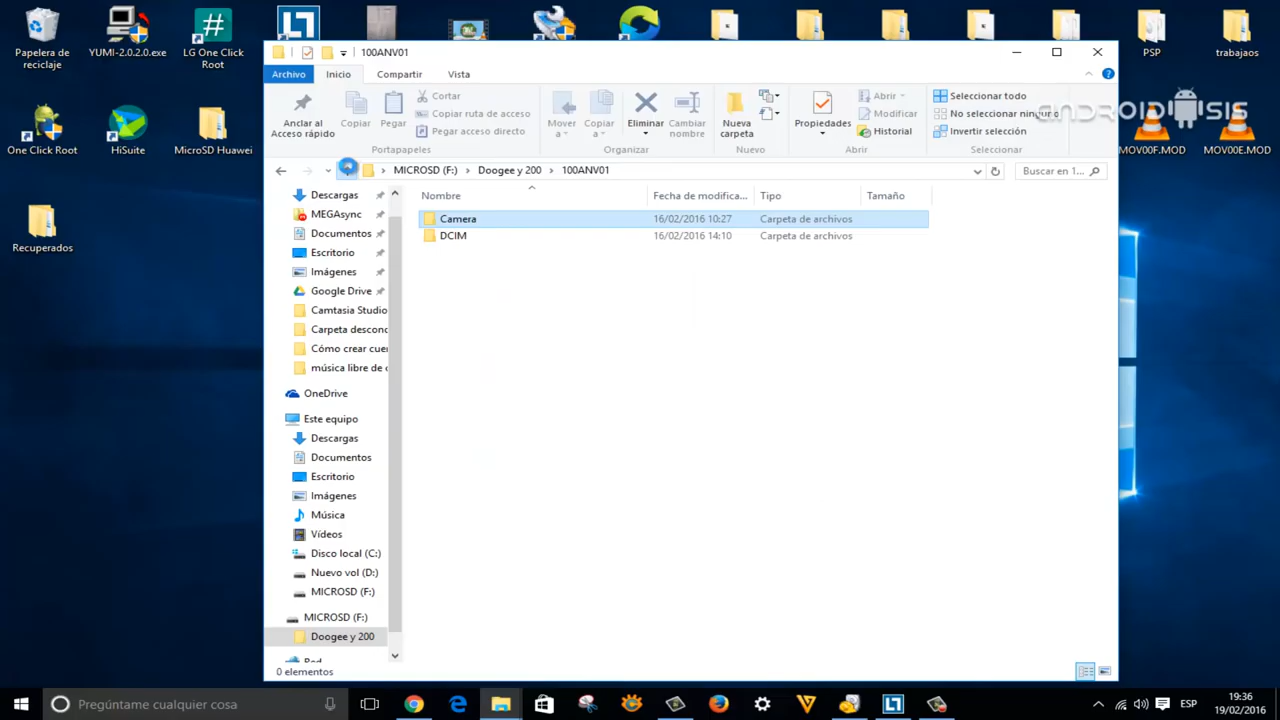 Papelera de
reciclaje
YUMI-2.0.2.0.exe
LG One Click
Root
PSP
trabajaos
One Click Root
HiSuite
MicroSD Huawei
Recuperados
MOV00F.MOD
MOV00E.MOD
ANDROIDSIS
100ANV01
Archivo
Inicio
Compartir
Vista
Anclar al
Acceso rápido
Copiar
Pegar
Cortar
Copiar ruta de acceso
Pegar acceso directo
Portapapeles
Mover
a
Copiar
a
Eliminar
Cambiar
nombre
Organizar
Nueva
carpeta
Nuevo
Propiedades
Abrir
Modificar
Historial
Abrir
Seleccionar todo
No seleccionar ninguno
Invertir selección
Seleccionar
MICROSD (F:) > Doogee y 200 > 100ANV01
Buscar en 1...
Nombre
Fecha de modifica...
Tipo
Tamaño
Camera 16/02/2016 10:27 Carpeta de archivos
DCIM 16/02/2016 14:10 Carpeta de archivos
Descargas
MEGAsync
Documentos
Escritorio
Imágenes
Google Drive
Camtasia Studio
Carpeta descono
Cómo crear cuen
música libre de
OneDrive
Este equipo
Descargas
Documentos
Escritorio
Imágenes
Música
Vídeos
Disco local (C:)
Nuevo vol (D:)
MICROSD (F:)
MICROSD (F:)
Doogee y 200
Red
0 elementos
Pregúntame cualquier cosa
ESP
19:36
19/02/2016